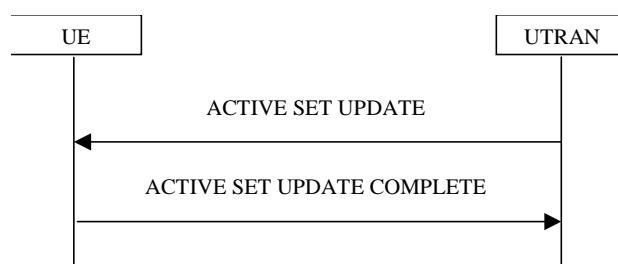 UE
UTRAN
ACTIVE SET UPDATE
ACTIVE SET UPDATE COMPLETE